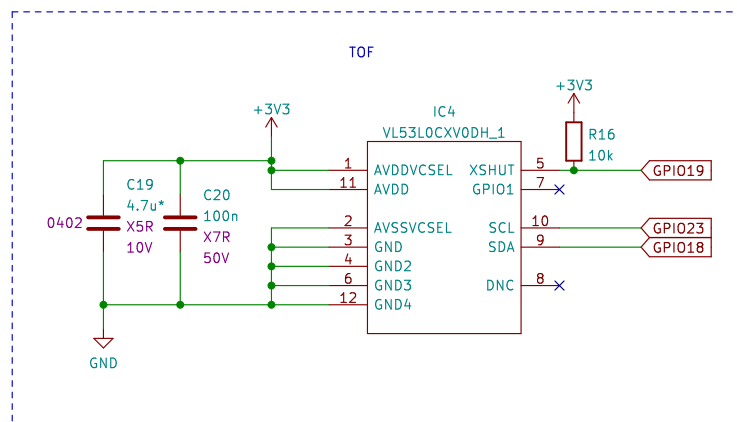 TOF
+3V3
+3V3
IC4
VL53L0CXV0DH_1
R16
10k
1 AVDDVCSEL
XSHUT 5
GPIO19
11 AVDD
GPIO1 7
C19
4.7u*
X5R
10V
0402
C20
100n
X7R
50V
2 AVSSVCSEL
SCL 10
GPIO23
3 GND
SDA 9
GPIO18
4 GND2
6 GND3
DNC 8
12 GND4
GND